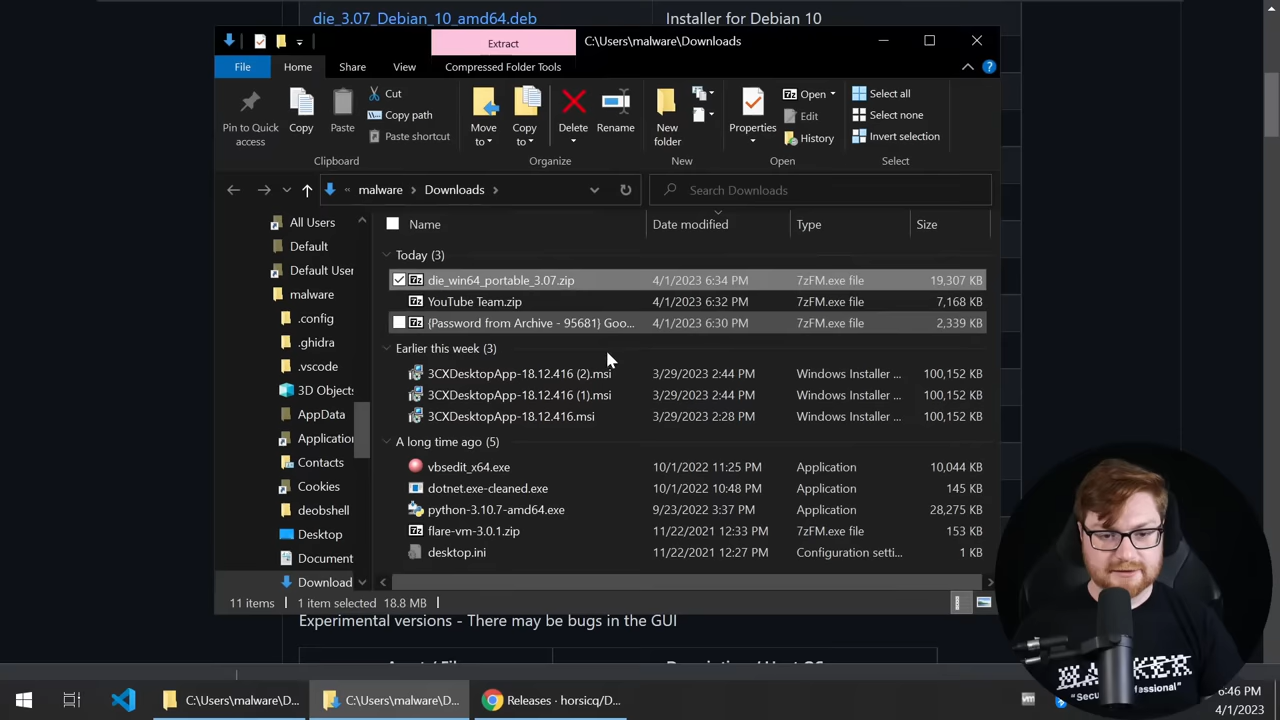 die_3.07_Debian_10_amd64.deb Installer for Debian 10
Extract C:\Users\malware\Downloads
File Home Share View Compressed Folder Tools
Pin to Quick access
Copy
Paste
Cut
Copy path
Paste shortcut
Move to
Copy to
Delete
Rename
New folder
Properties
Open
Edit
History
Select all
Select none
Invert selection
Clipboard Organize New Open Select
« malware > Downloads > Search Downloads
All Users
Default
Default User
malware
.config
.ghidra
.vscode
3D Objects
AppData
Application
Contacts
Cookies
deobshell
Desktop
Document
Download
Name Date modified Type Size
Today (3)
die_win64_portable_3.07.zip 4/1/2023 6:34 PM 7zFM.exe file 19,307 KB
YouTube Team.zip 4/1/2023 6:32 PM 7zFM.exe file 7,168 KB
{Password from Archive - 95681} Goo... 4/1/2023 6:30 PM 7zFM.exe file 2,339 KB
Earlier this week (3)
3CXDesktopApp-18.12.416 (2).msi 3/29/2023 2:44 PM Windows Installer ... 100,152 KB
3CXDesktopApp-18.12.416 (1).msi 3/29/2023 2:44 PM Windows Installer ... 100,152 KB
3CXDesktopApp-18.12.416.msi 3/29/2023 2:28 PM Windows Installer ... 100,152 KB
A long time ago (5)
vbsedit_x64.exe 10/1/2022 11:25 PM Application 10,044 KB
dotnet.exe-cleaned.exe 10/1/2022 10:48 PM Application 145 KB
python-3.10.7-amd64.exe 9/23/2022 3:37 PM Application 28,275 KB
flare-vm-3.0.1.zip 11/22/2021 12:33 PM 7zFM.exe file 153 KB
desktop.ini 11/22/2021 12:27 PM Configuration setti... 1 KB
11 items 1 item selected 18.8 MB
Experimental versions - There may be bugs in the GUI
C:\Users\malware\D... C:\Users\malware\D... Releases · horsicq/D...
6:46 PM
4/1/2023